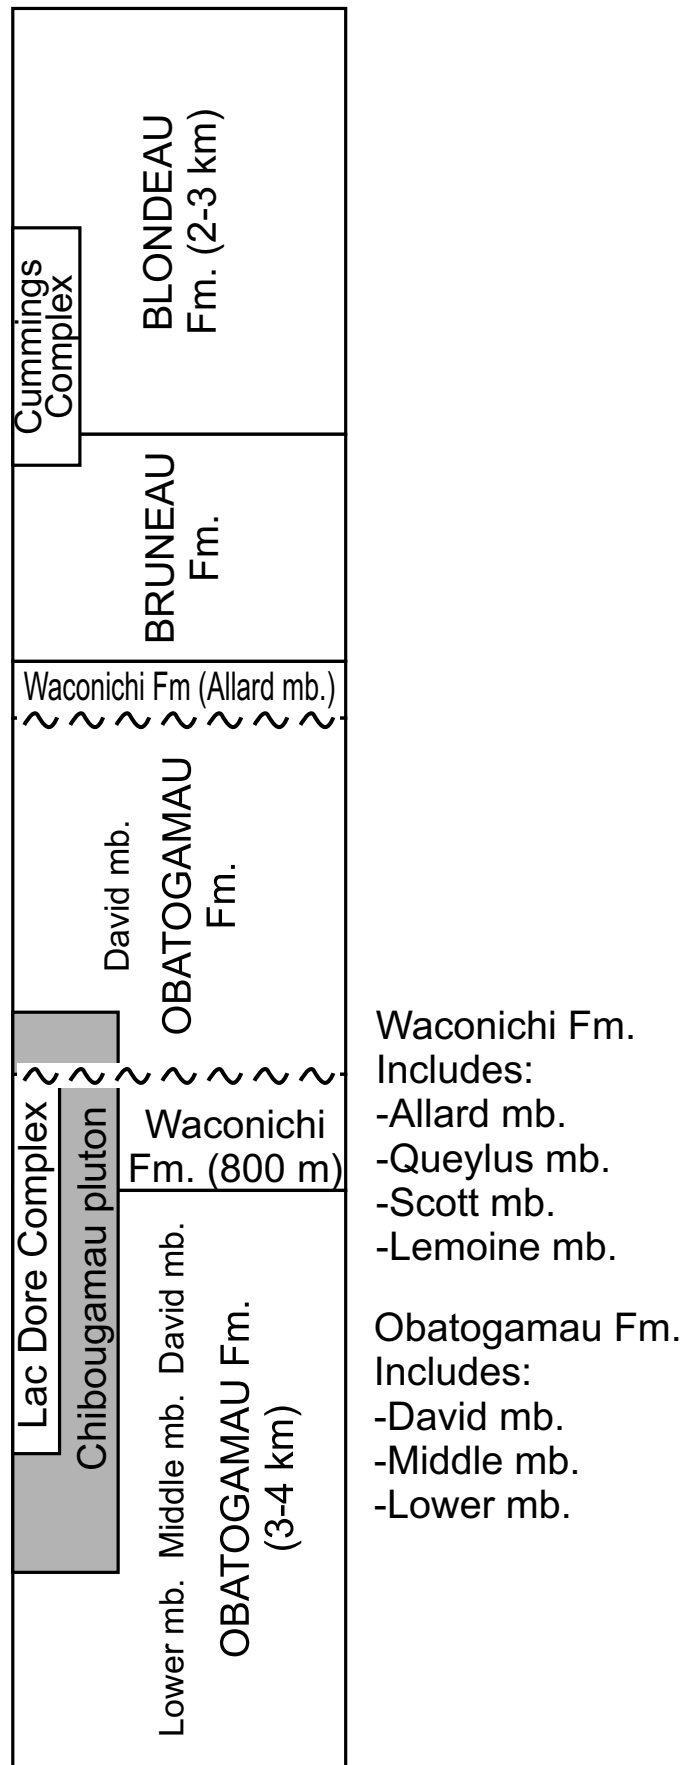 BLONDEAU
Fm. (2-3 km)
Cummings
Complex
BRUNEAU
Fm.
Waconichi Fm (Allard mb.)
David mb.
OBATOGAMAU
Fm.
Waconichi
Fm. (800 m)
Lac Dore Complex
Chibougamau pluton
Lower mb. Middle mb. David mb.
OBATOGAMAU Fm.
(3-4 km)
Waconichi Fm.
Includes:
-Allard mb.
-Queylus mb.
-Scott mb.
-Lemoine mb.
Obatogamau Fm.
Includes:
-David mb.
-Middle mb.
-Lower mb.